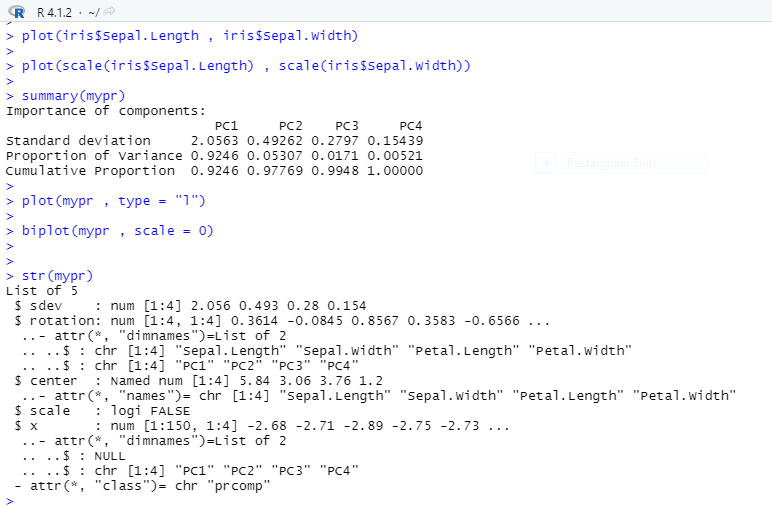 R R 4.1.2 · ~/
>
> plot(iris$Sepal.Length , iris$Sepal.Width)
>
> plot(scale(iris$Sepal.Length) , scale(iris$Sepal.Width))
>
> summary(mypr)
Importance of components:
                          PC1     PC2    PC3     PC4
Standard deviation     2.0563 0.49262 0.2797 0.15439
Proportion of Variance 0.9246 0.05307 0.0171 0.00521
Cumulative Proportion  0.9246 0.97769 0.9948 1.00000
>
> plot(mypr , type = "l")
>
> biplot(mypr , scale = 0)
>
>
> str(mypr)
List of 5
 $ sdev    : num [1:4] 2.056 0.493 0.28 0.154
 $ rotation: num [1:4, 1:4] 0.3614 -0.0845 0.8567 0.3583 -0.6566 ...
  ..- attr(*, "dimnames")=List of 2
  .. ..$ : chr [1:4] "Sepal.Length" "Sepal.Width" "Petal.Length" "Petal.Width"
  .. ..$ : chr [1:4] "PC1" "PC2" "PC3" "PC4"
 $ center  : Named num [1:4] 5.84 3.06 3.76 1.2
  ..- attr(*, "names")= chr [1:4] "Sepal.Length" "Sepal.Width" "Petal.Length" "Petal.Width"
 $ scale   : logi FALSE
 $ x       : num [1:150, 1:4] -2.68 -2.71 -2.89 -2.75 -2.73 ...
  ..- attr(*, "dimnames")=List of 2
  .. ..$ : NULL
  .. ..$ : chr [1:4] "PC1" "PC2" "PC3" "PC4"
 - attr(*, "class")= chr "prcomp"
>
Rectangular Snip